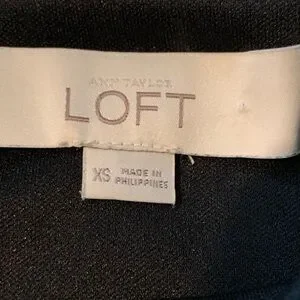 ANN TAYLOR
LOFT
XS MADE IN
PHILIPPINES